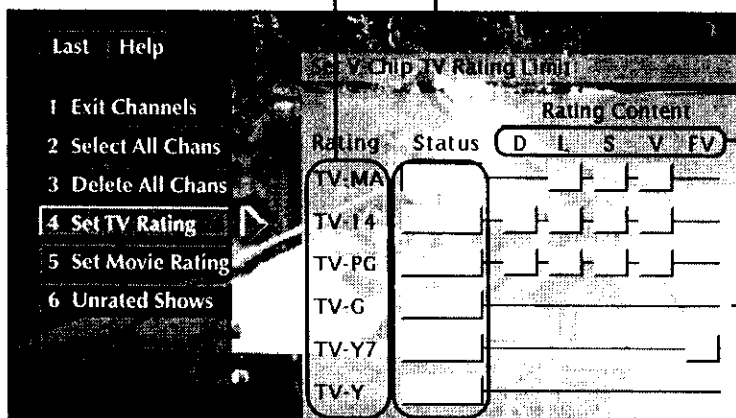 Last Help
1 Exit Channels
2 Select All Chans
3 Delete All Chans
4 Set TV Rating
5 Set Movie Rating
6 Unrated Shows
Set V-Chip TV Rating Limit
Rating Content
Rating Status D L S V FV
TV-MA
TV-14
TV-PG
TV-G
TV-Y7
TV-Y